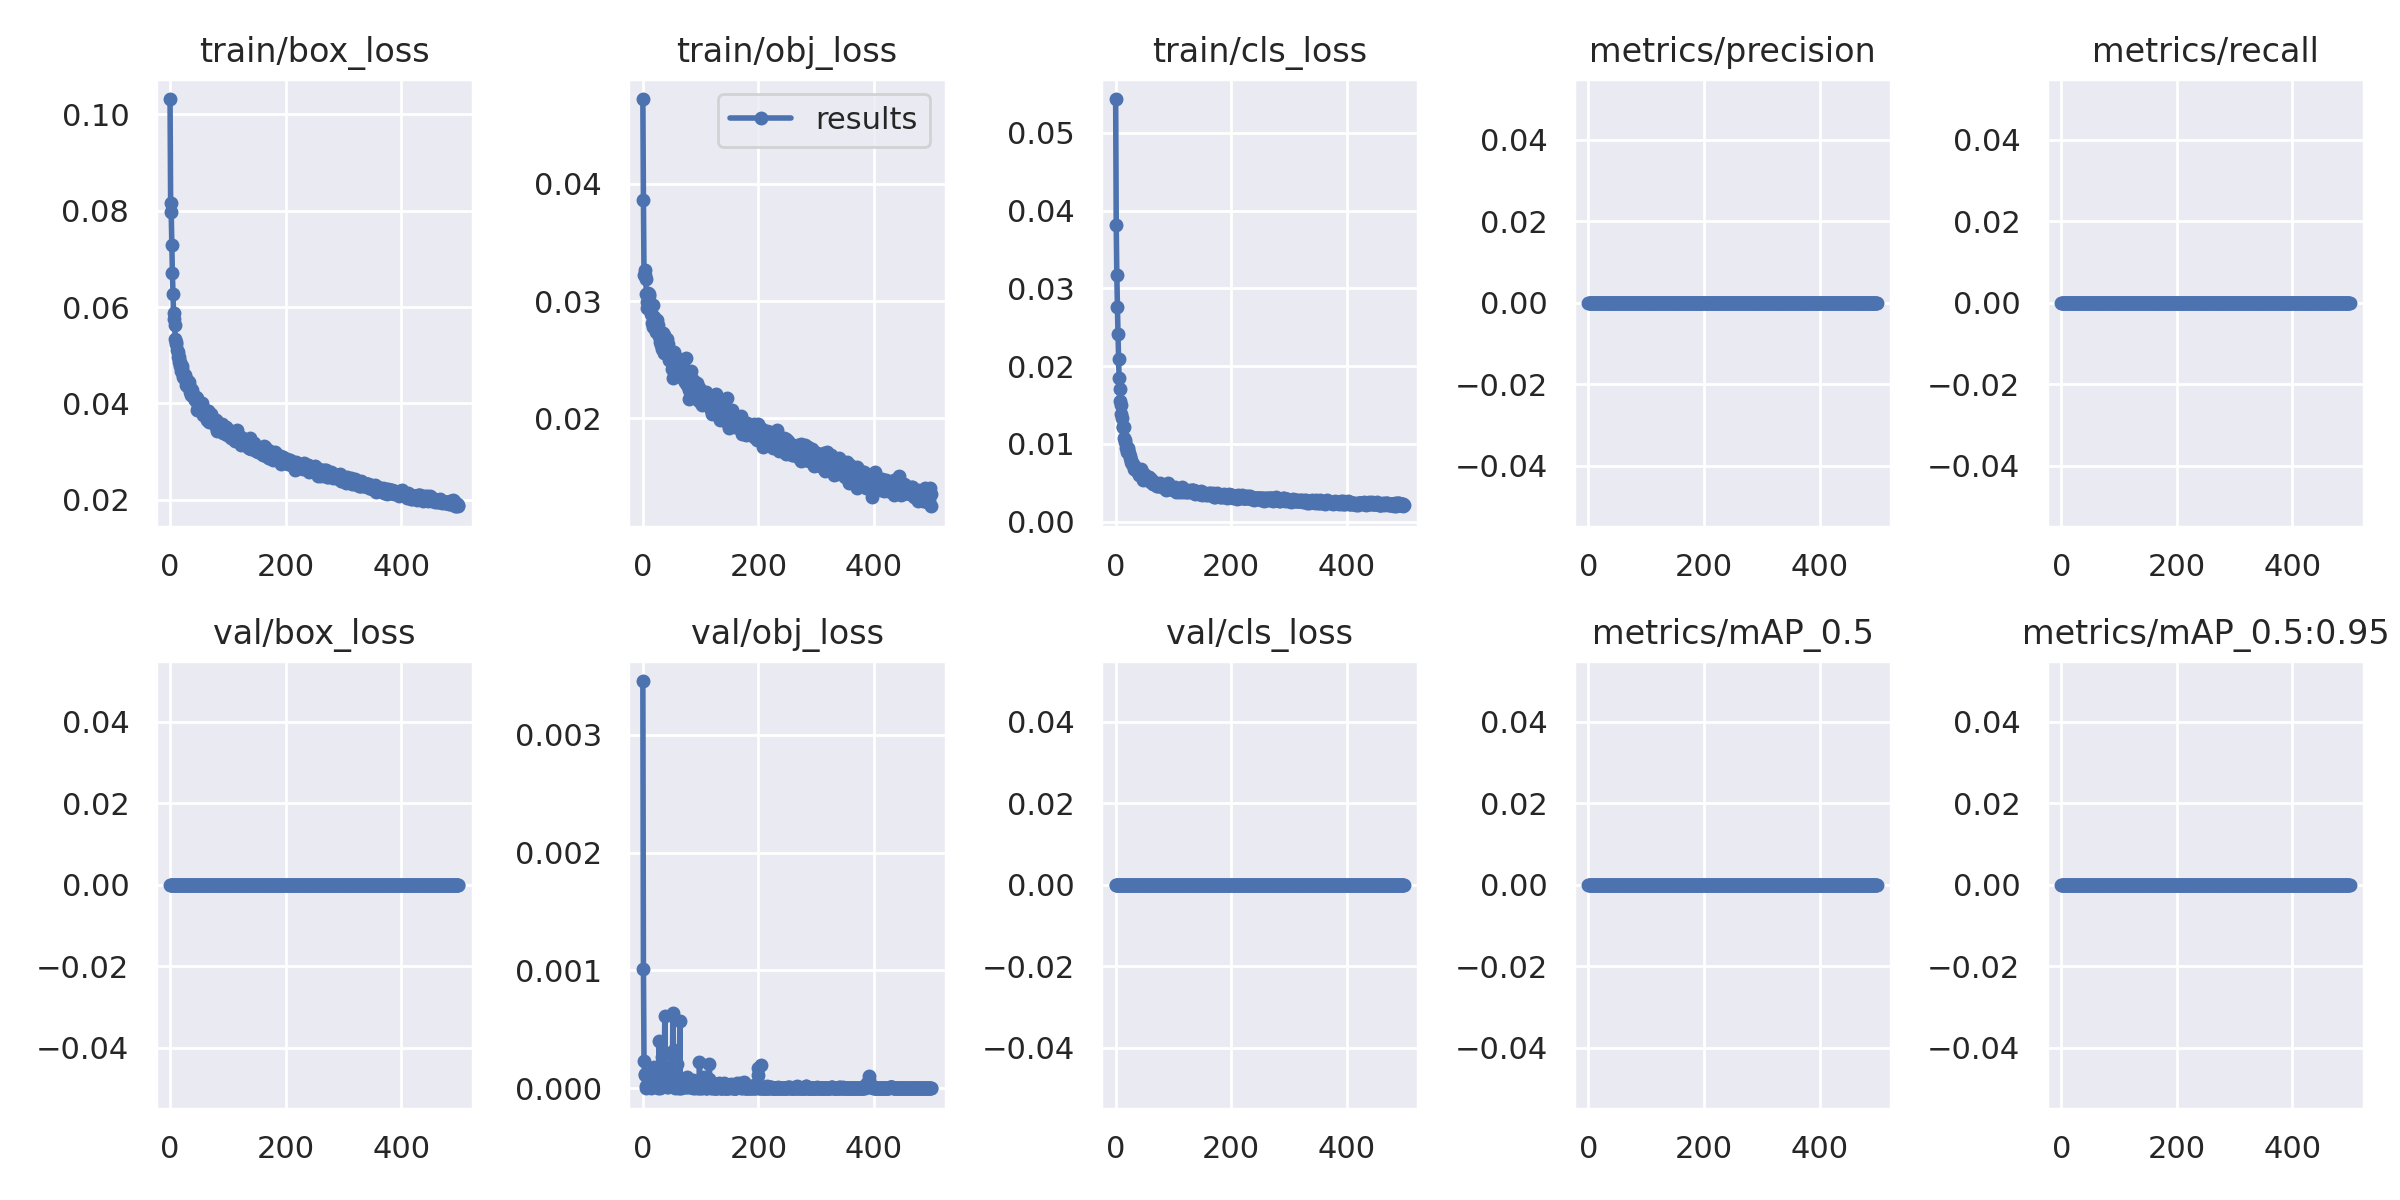 train/box_loss
train/obj_loss
train/cls_loss
metrics/precision
metrics/recall
0.10
0.08
0.06
0.04
0.02
0 200 400
results
0.04
0.03
0.02
0 200 400
0.05
0.04
0.03
0.02
0.01
0.00
0 200 400
0.04
0.02
0.00
−0.02
−0.04
0 200 400
0.04
0.02
0.00
−0.02
−0.04
0 200 400
val/box_loss
val/obj_loss
val/cls_loss
metrics/mAP_0.5
metrics/mAP_0.5:0.95
0.04
0.02
0.00
−0.02
−0.04
0 200 400
0.003
0.002
0.001
0.000
0 200 400
0.04
0.02
0.00
−0.02
−0.04
0 200 400
0.04
0.02
0.00
−0.02
−0.04
0 200 400
0.04
0.02
0.00
−0.02
−0.04
0 200 400